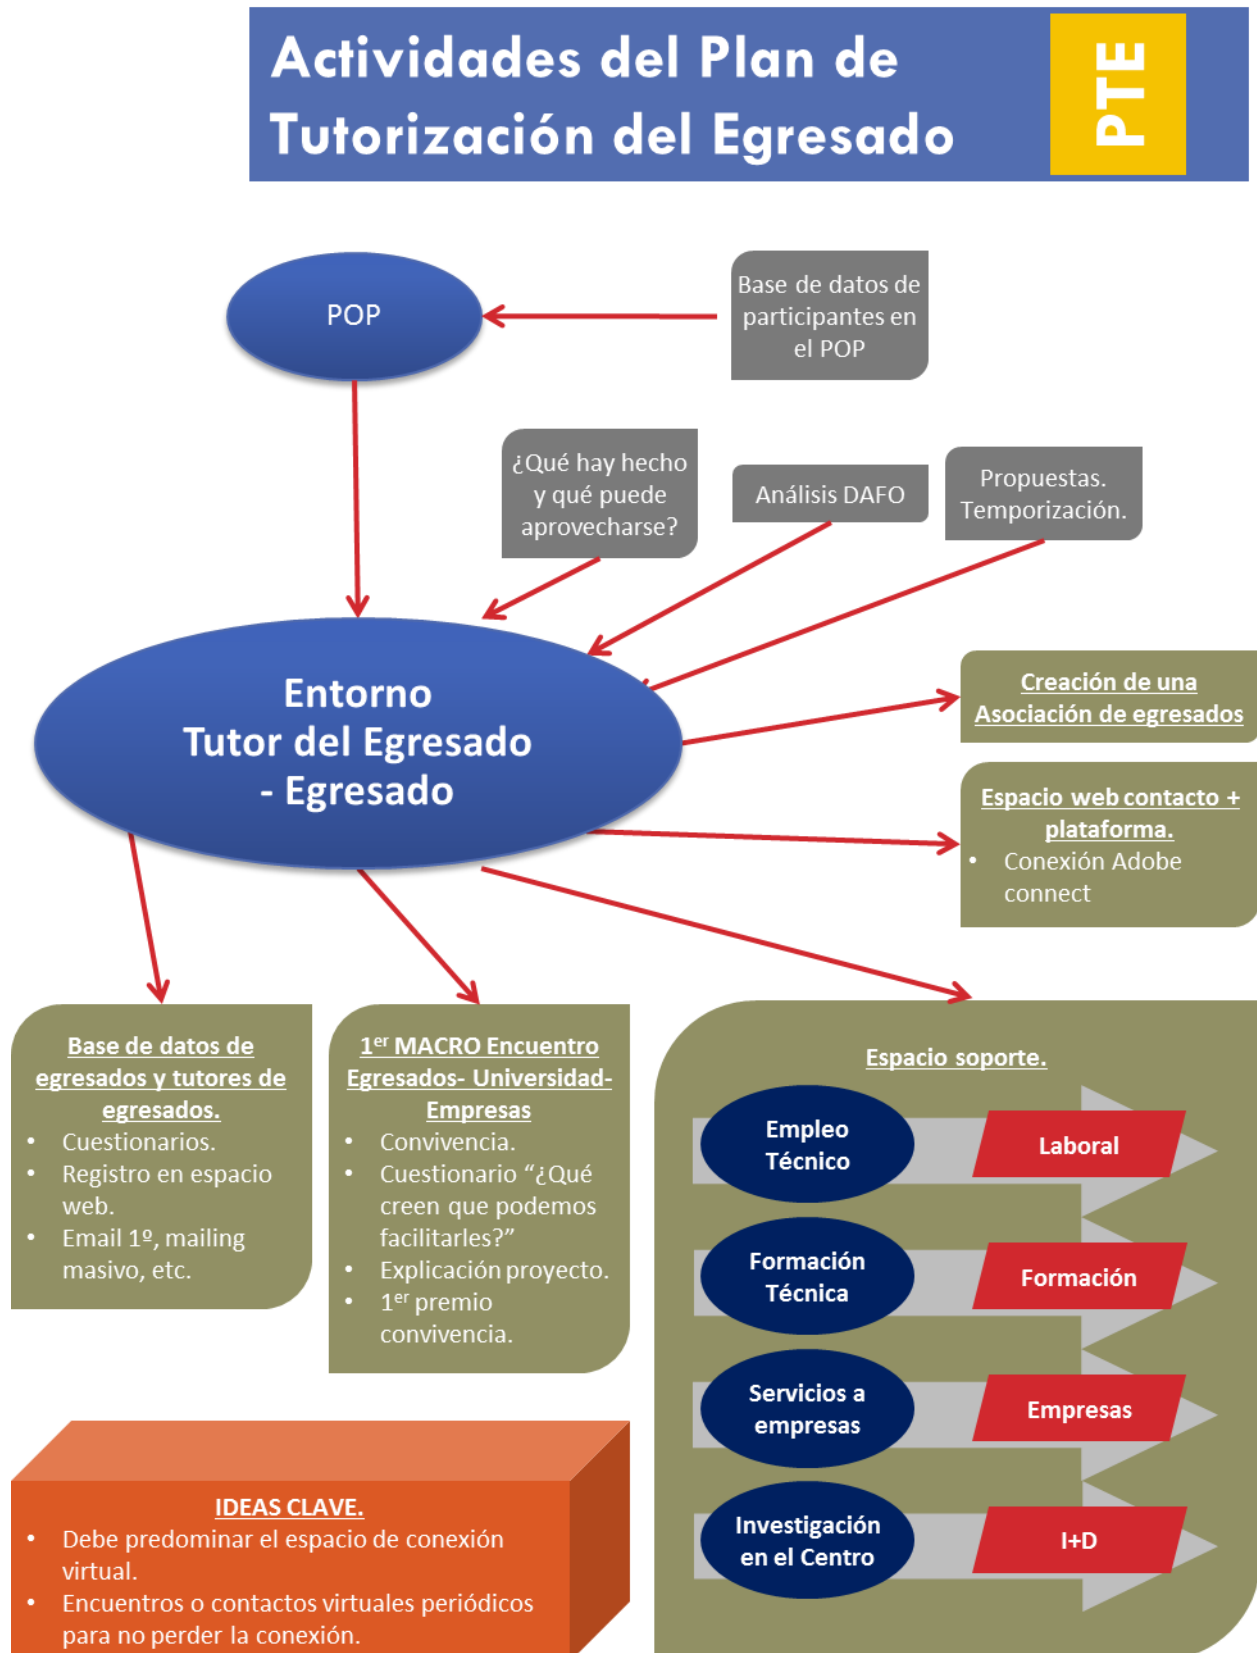 Actividades del Plan de
Tutorización del Egresado
PTE
POP
Base de datos de
participantes en
el POP
¿Qué hay hecho
y qué puede
aprovecharse?
Análisis DAFO
Propuestas.
Temporización.
Entorno
Tutor del Egresado
- Egresado
Creación de una
Asociación de egresados
Espacio web contacto +
plataforma.
• Conexión Adobe
connect
Base de datos de
egresados y tutores de
egresados.
• Cuestionarios.
• Registro en espacio
web.
• Email 1º, mailing
masivo, etc.
1er MACRO Encuentro
Egresados- Universidad-
Empresas
• Convivencia.
• Cuestionario “¿Qué
creen que podemos
facilitarles?”
• Explicación proyecto.
• 1er premio
convivencia.
Espacio soporte.
Empleo
Técnico
Laboral
Formación
Técnica
Formación
Servicios a
empresas
Empresas
Investigación
en el Centro
I+D
IDEAS CLAVE.
• Debe predominar el espacio de conexión
virtual.
• Encuentros o contactos virtuales periódicos
para no perder la conexión.